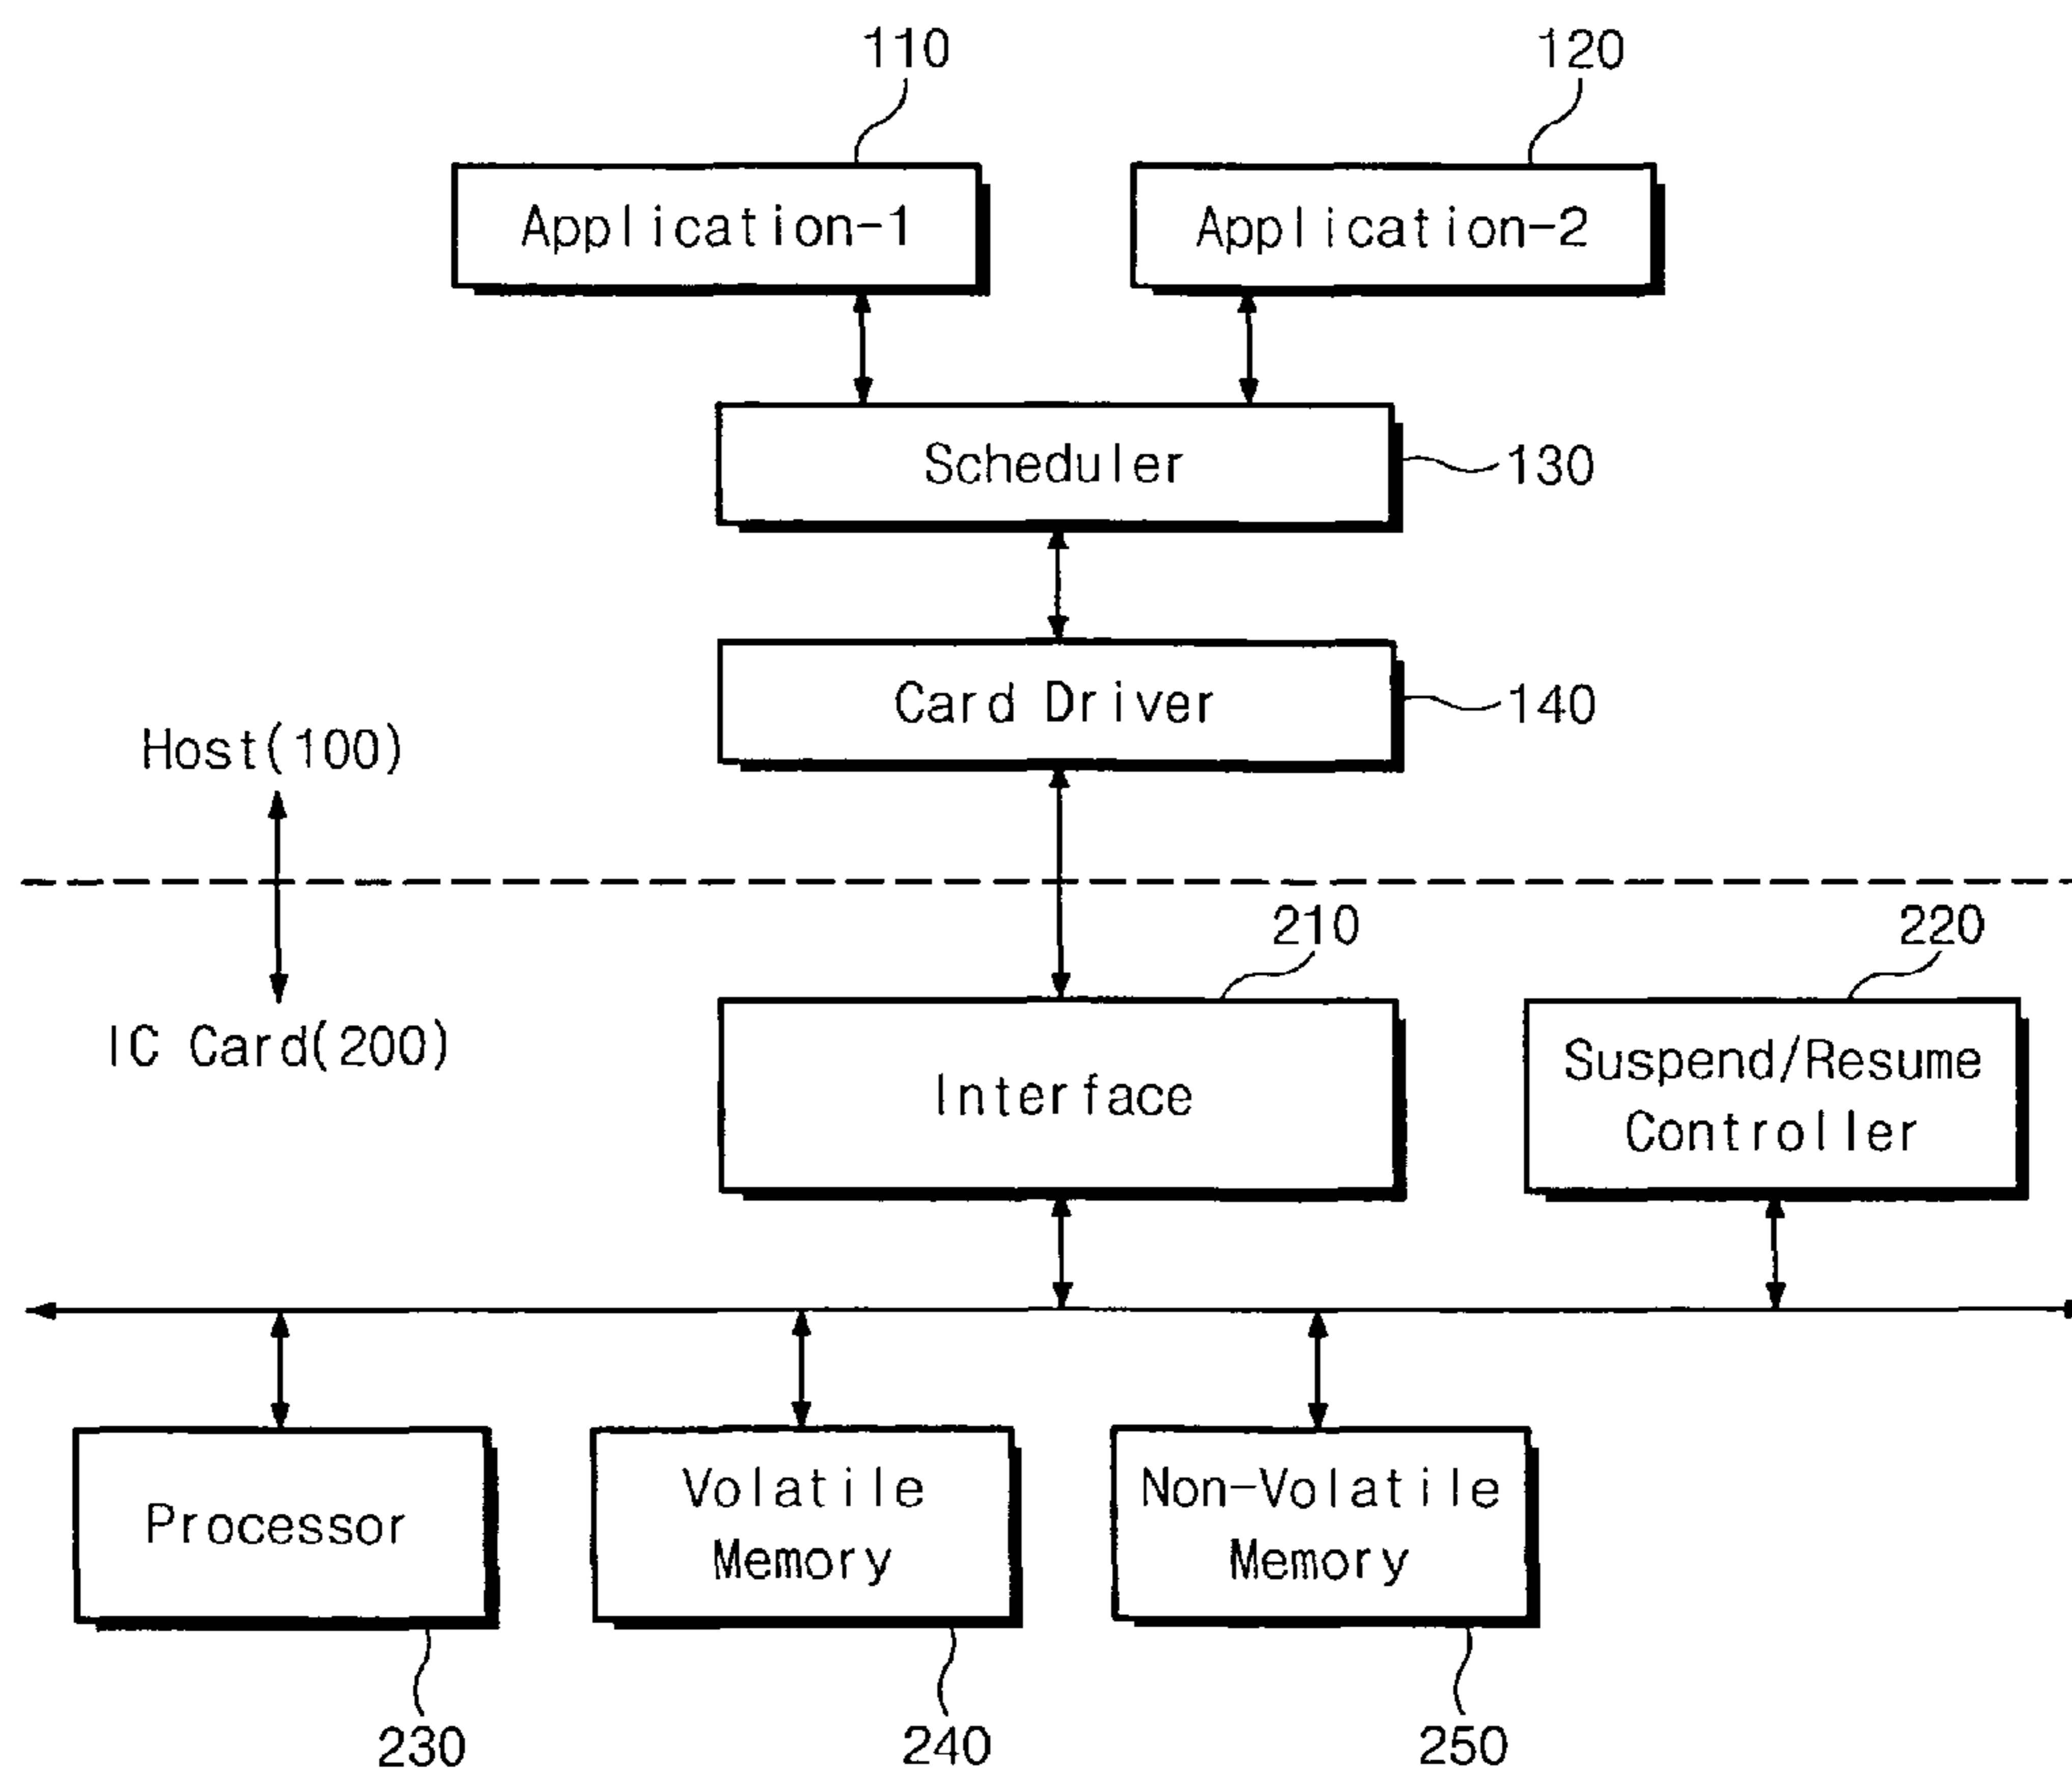 110
120
Application-1
Application-2
Scheduler
130
Card Driver
140
Host(100)
IC Card(200)
210
220
Interface
Suspend/Resume
Controller
Processor
Volatile
Memory
Non-Volatile
Memory
230
240
250